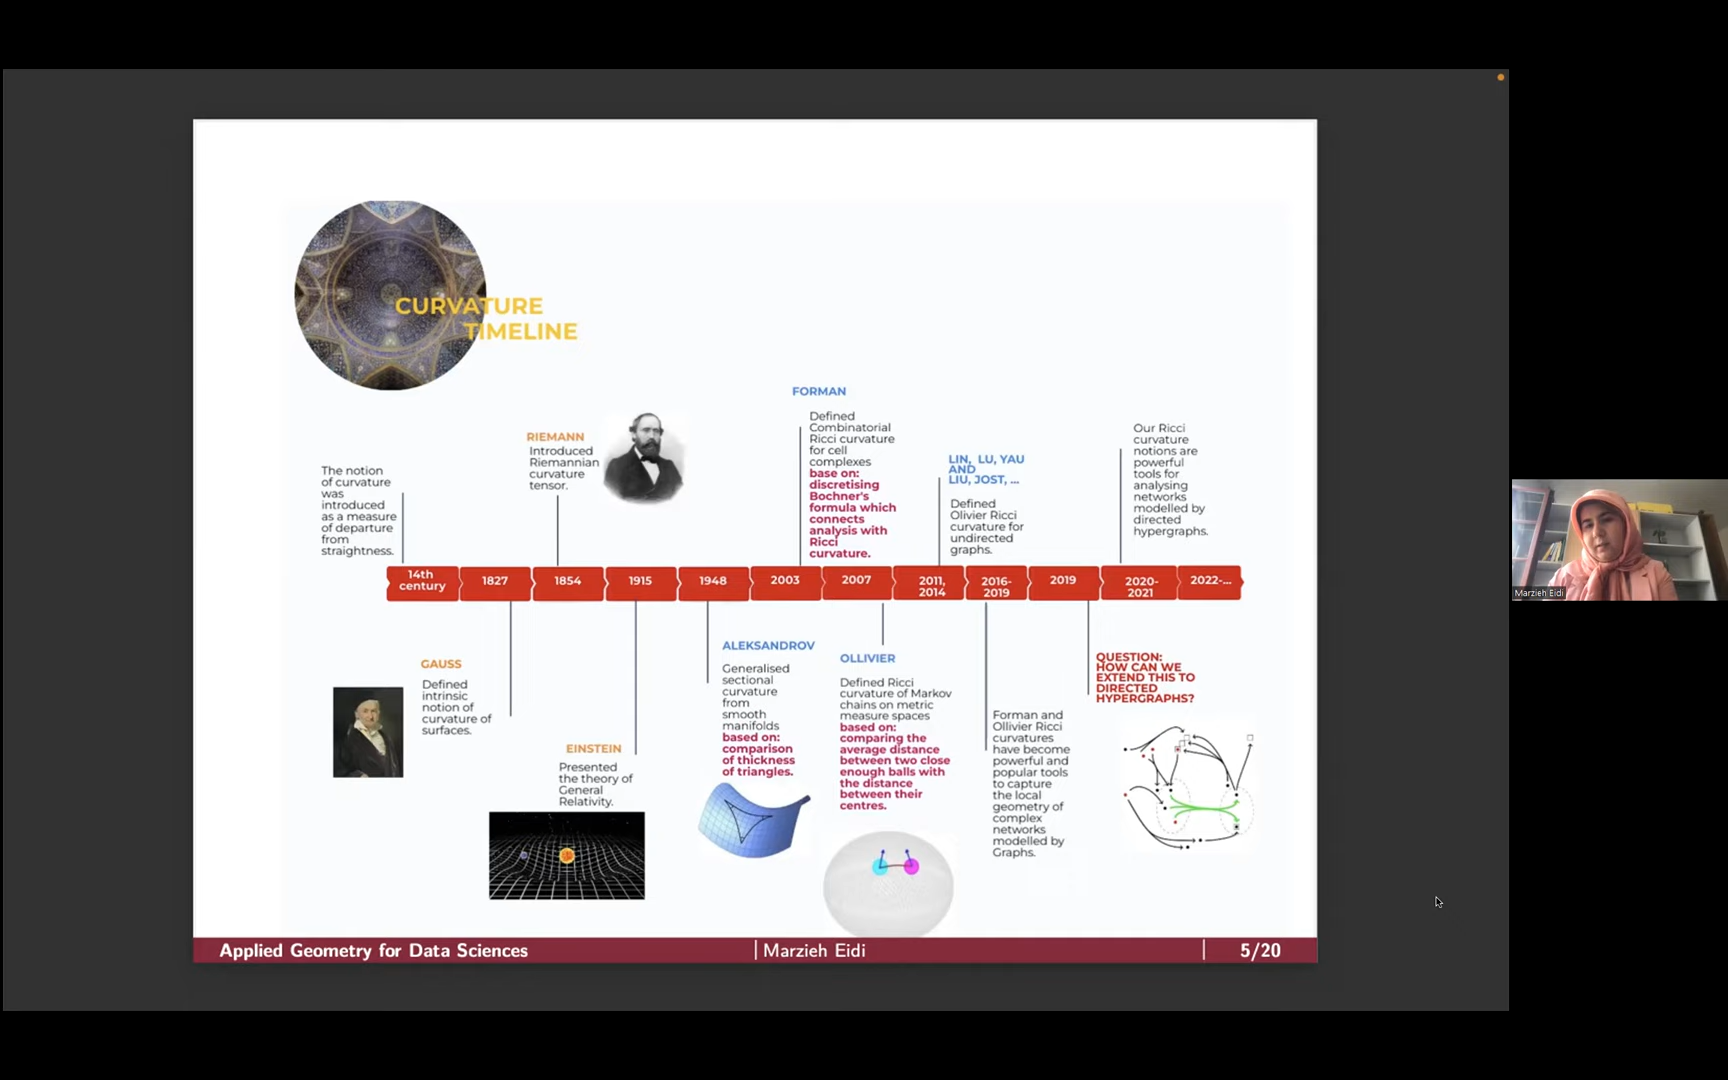 CURVATURE
TIMELINE
The notion
of curvature
was
introduced
as a measure
of departure
from
straightness.
RIEMANN
Introduced
Riemannian
curvature
tensor.
FORMAN
Defined
Combinatorial
Ricci curvature
for cell
complexes
base on:
discretising
Bochner's
formula which
connects
analysis with
Ricci
curvature.
LIN, LU, YAU
AND
LIU, JOST, ...
Defined
Olivier Ricci
curvature for
undirected
graphs.
Our Ricci
curvature
notions are
powerful
tools for
analysing
networks
modelled by
directed
hypergraphs.
14th
century
1827
1854
1915
1948
2003
2007
2011,
2014
2016-
2019
2019
2020-
2021
2022-...
GAUSS
Defined
intrinsic
notion of
curvature of
surfaces.
EINSTEIN
Presented
the theory of
General
Relativity.
ALEKSANDROV
Generalised
sectional
curvature
from
smooth
manifolds
based on:
comparison
of thickness
of triangles.
OLLIVIER
Defined Ricci
curvature of Markov
chains on metric
measure spaces
based on:
comparing the
average distance
between two close
enough balls with
the distance
between their
centres.
Forman and
Ollivier Ricci
curvatures
have become
powerful and
popular tools
to capture
the local
geometry of
complex
networks
modelled by
Graphs.
QUESTION:
HOW CAN WE
EXTEND THIS TO
DIRECTED
HYPERGRAPHS?
Applied Geometry for Data Sciences
Marzieh Eidi
5/20
Marzieh Eidi